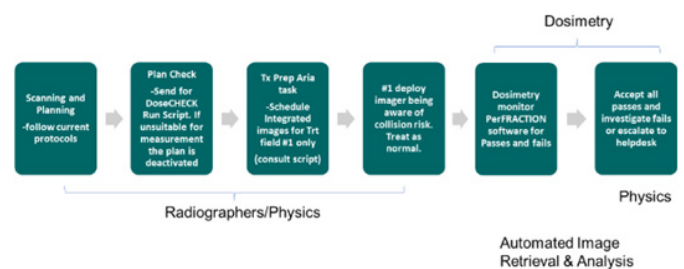 Dosimetry
Scanning and
Planning
-follow current
protocols
Plan Check
-Send for
DoseCHECK
Run Script. If
unsuitable for
measurement
the plan is
deactivated
Tx Prep Aria
task
-Schedule
Integrated
images for Trt
field #1 only
(consult script)
#1 deploy
imager being
aware of
collision risk.
Treat as
normal.
Dosimetry
monitor
PerFRACTION
software for
Passes and fails
Accept all
passes and
investigate fails
or escalate to
helpdesk
Radiographers/Physics
Physics
Automated Image
Retrieval & Analysis